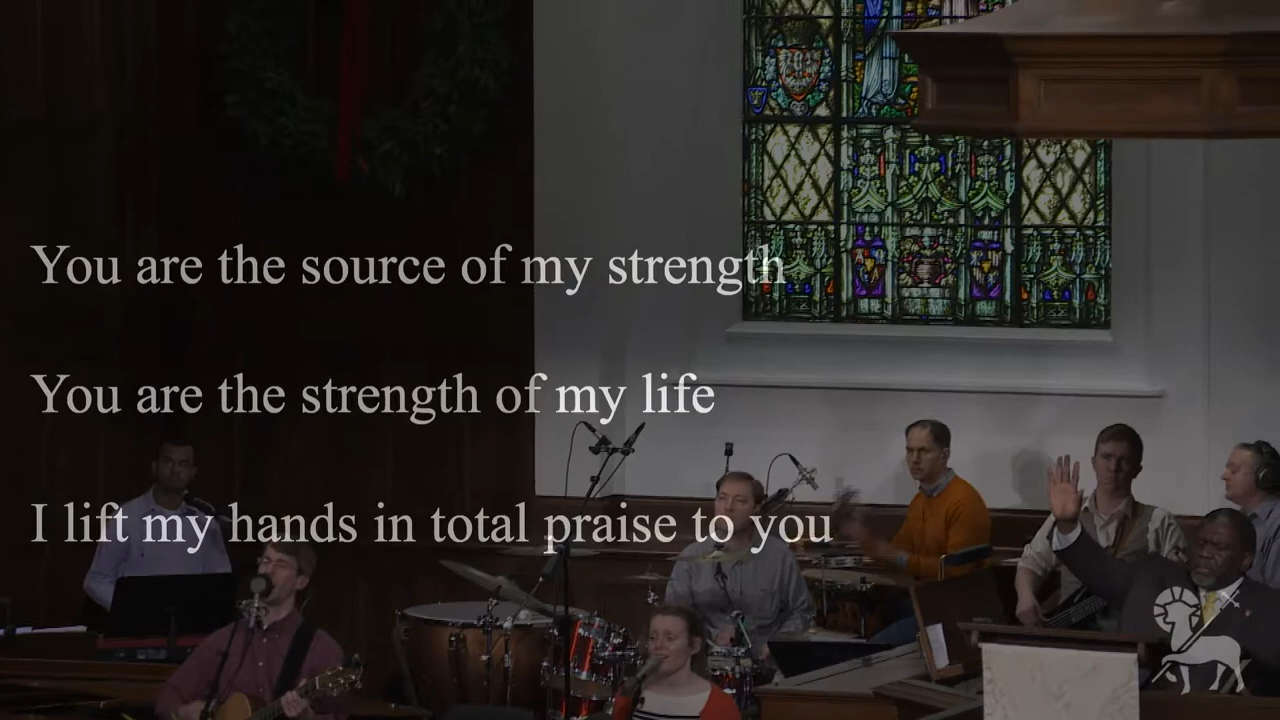 You are the source of my strength
You are the strength of my life
I lift my hands in total praise to you